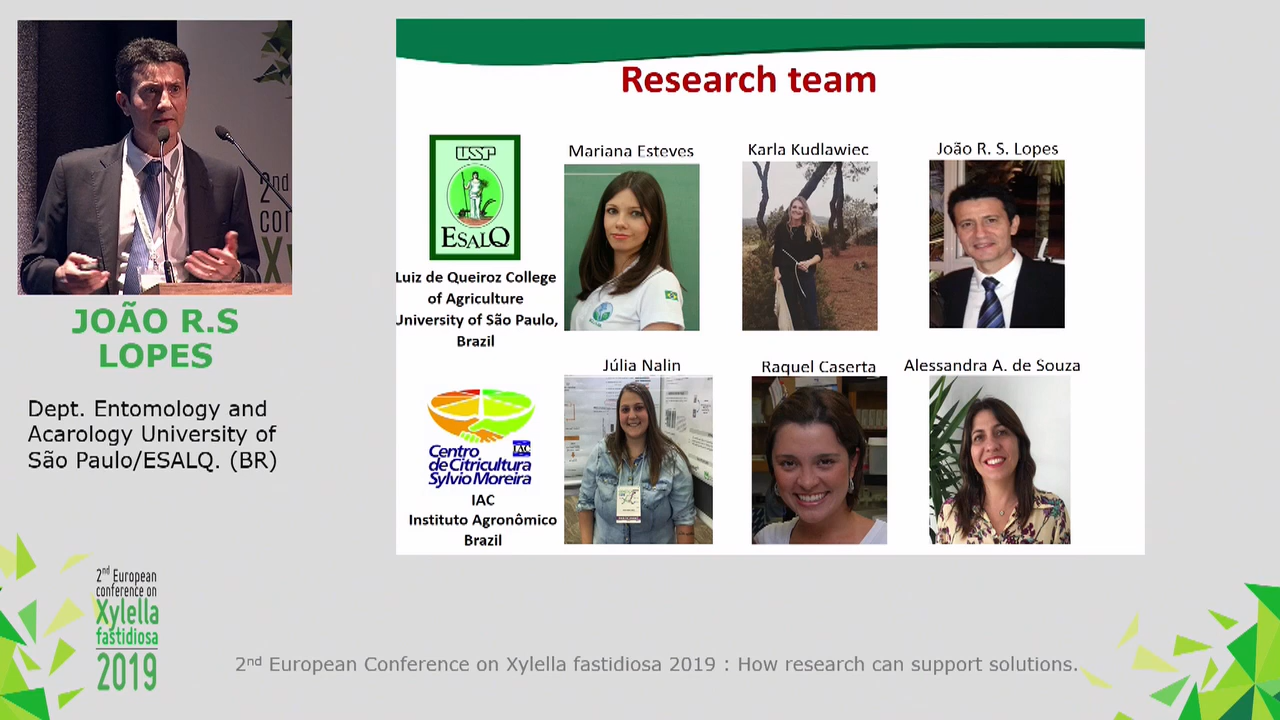 2nd
con
Xy
JOÃO R.S
LOPES
Dept. Entomology and
Acarology University of
São Paulo/ESALQ. (BR)
Research team
USP
ESALQ
Luiz de Queiroz College
of Agriculture
University of São Paulo,
Brazil
Mariana Esteves
Karla Kudlawiec
João R. S. Lopes
Centro
de Citricultura
IAC
Sylvio Moreira
IAC
Instituto Agronômico
Brazil
Júlia Nalin
Raquel Caserta
Alessandra A. de Souza
2nd European
conference on
Xylella
fastidiosa
2019
2nd European Conference on Xylella fastidiosa 2019 : How research can support solutions.